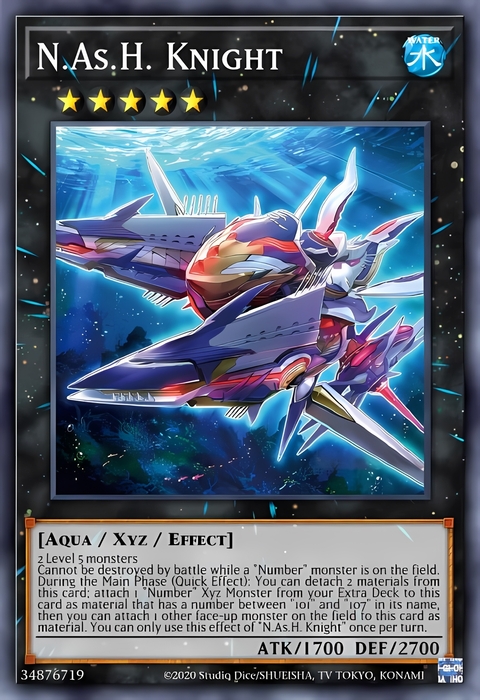 N.As.H. Knight
WATER
水
[Aqua / Xyz / Effect]
2 Level 5 monsters
Cannot be destroyed by battle while a "Number" monster is on the field.
During the Main Phase (Quick Effect): You can detach 2 materials from
this card; attach 1 "Number" Xyz Monster from your Extra Deck to this
card as material that has a number between "101" and "107" in its name,
then you can attach 1 other face-up monster on the field to this card as
material. You can only use this effect of "N.As.H. Knight" once per turn.
ATK/1700 DEF/2700
34876719
©2020 Studio Dice/SHUEISHA, TV TOKYO, KONAMI